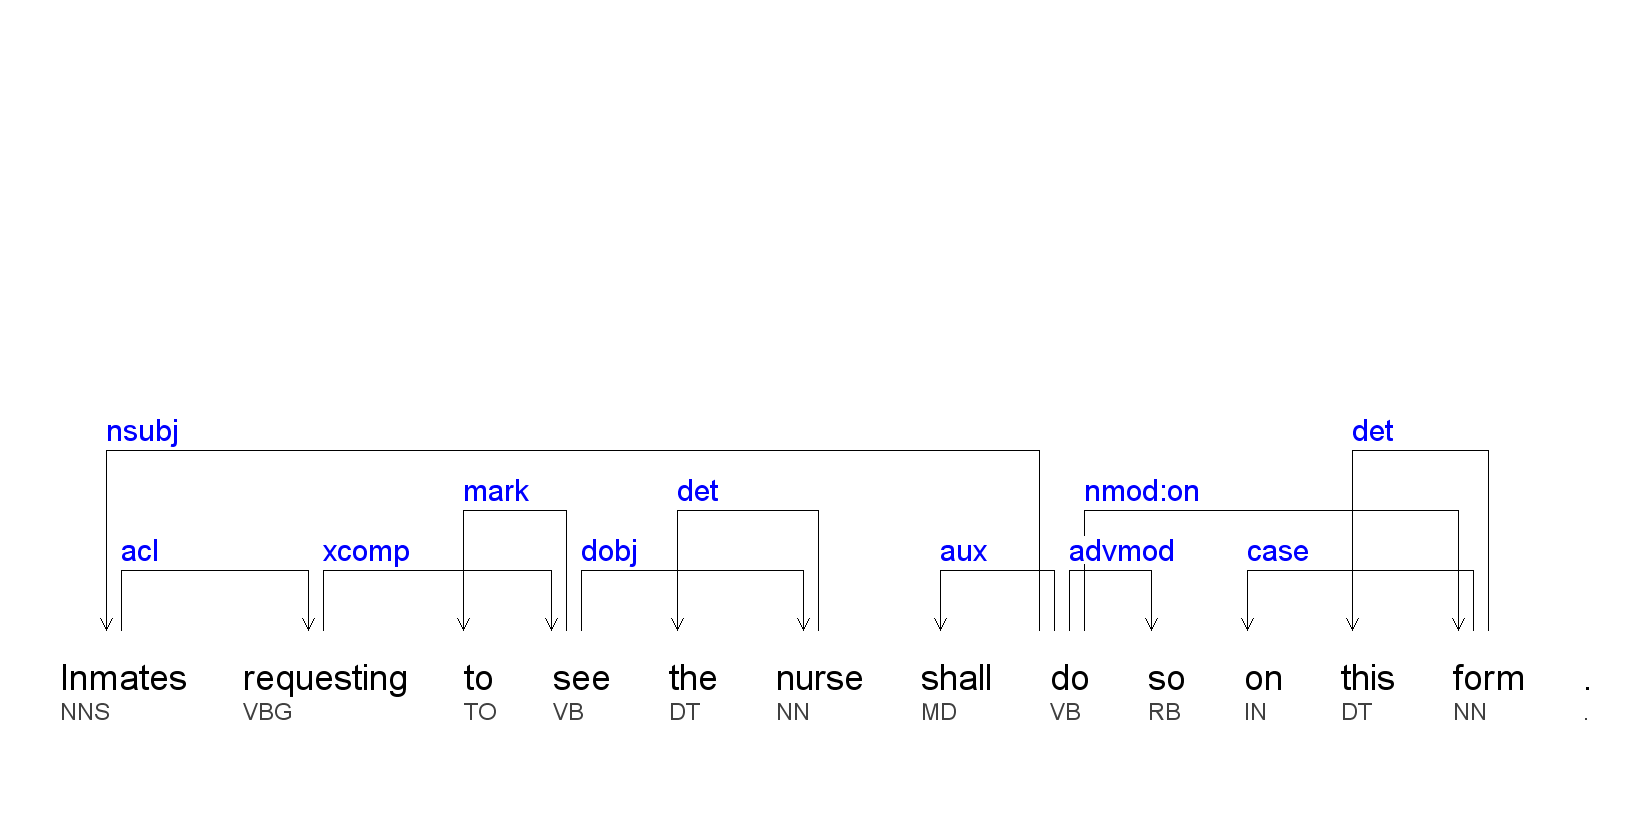 nsubj det
mark det nmod:on
acl xcomp dobj aux advmod case
Inmates requesting to see the nurse shall do so on this form .
NNS VBG TO VB DT NN MD VB RB IN DT NN .